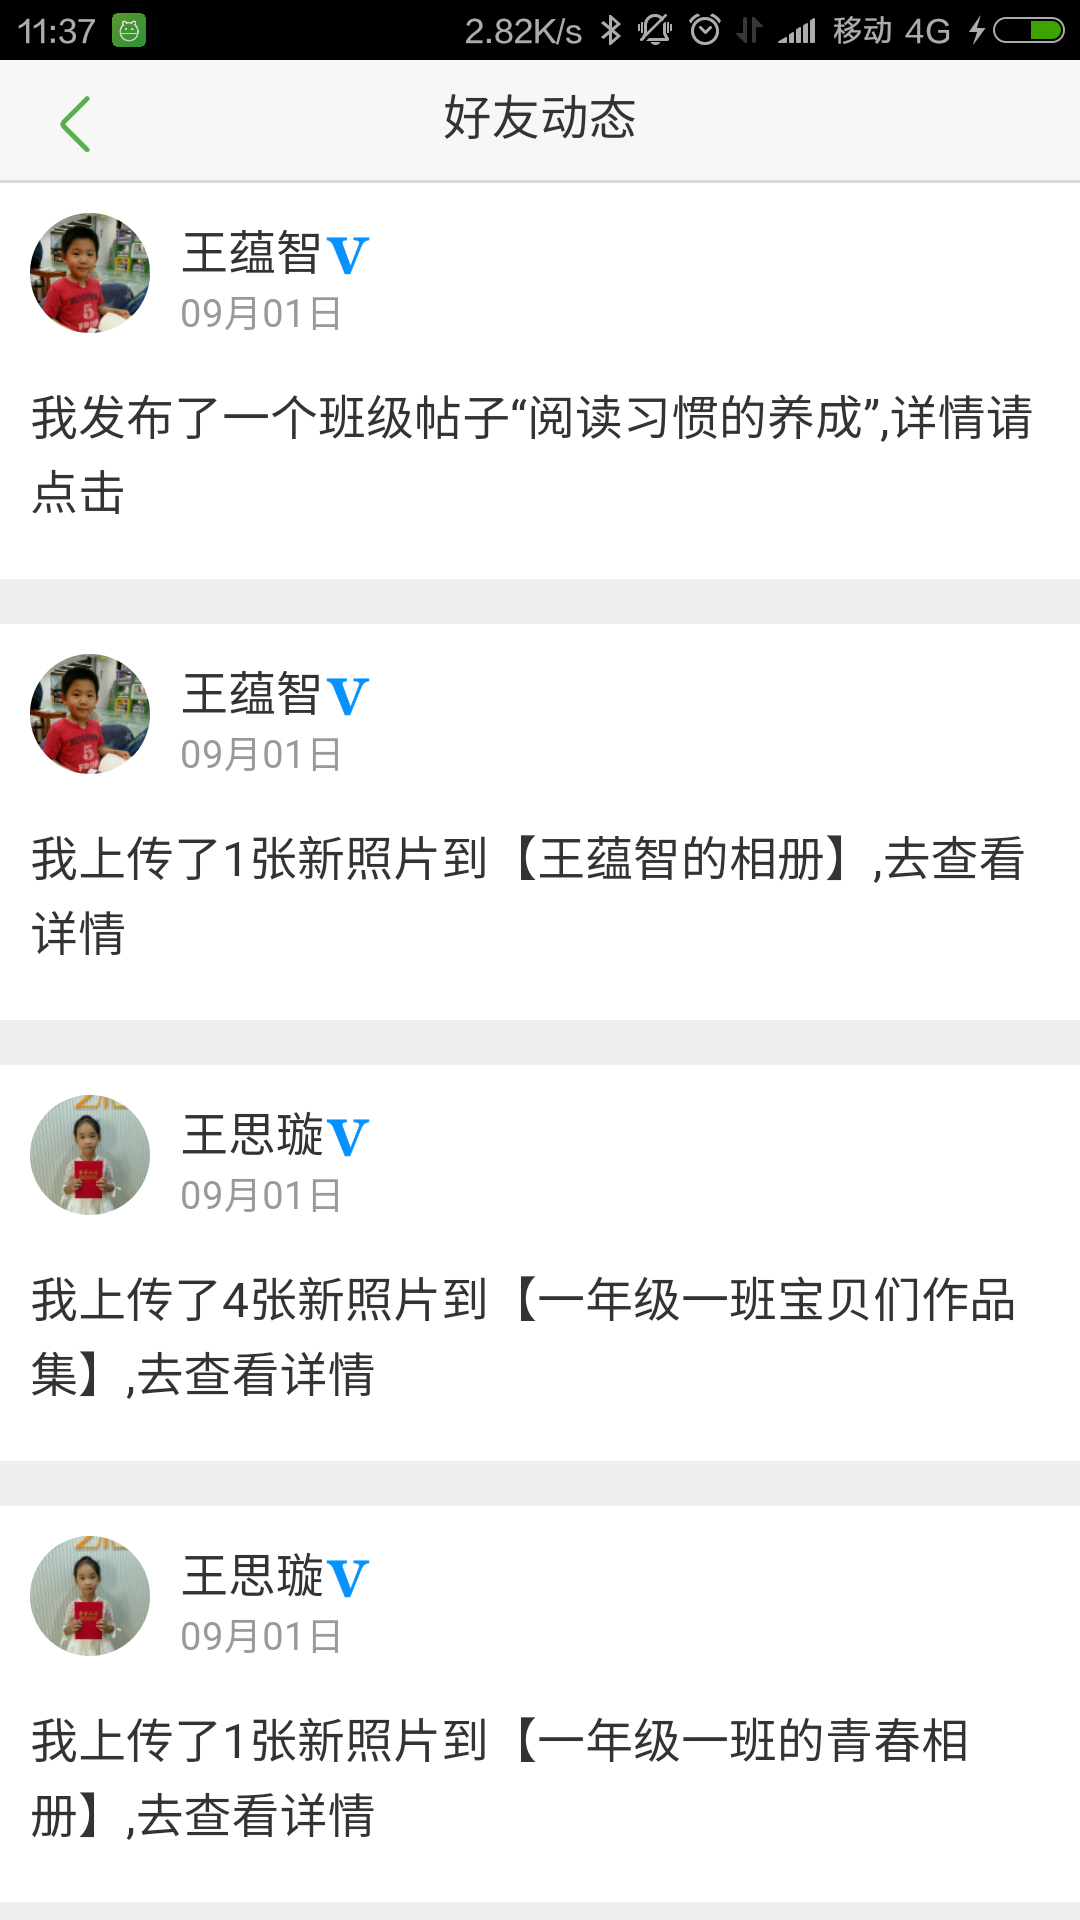 11:37
2.82K/s 移动 4G
好友动态
王蕴智V
09月01日
我发布了一个班级帖子“阅读习惯的养成”,详情请
点击
王蕴智V
09月01日
我上传了1张新照片到【王蕴智的相册】,去查看
详情
王思璇V
09月01日
我上传了4张新照片到【一年级一班宝贝们作品
集】,去查看详情
王思璇V
09月01日
我上传了1张新照片到【一年级一班的青春相
册】,去查看详情